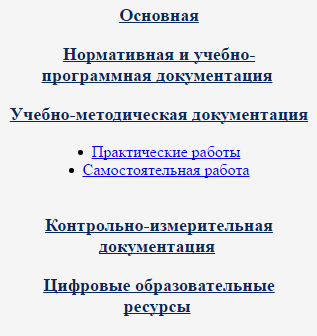 Основная
Нормативная и учебно-
программная документация
Учебно-методическая документация
Практические работы
Самостоятельная работа
Контрольно-измерительная
документация
Цифровые образовательные
ресурсы